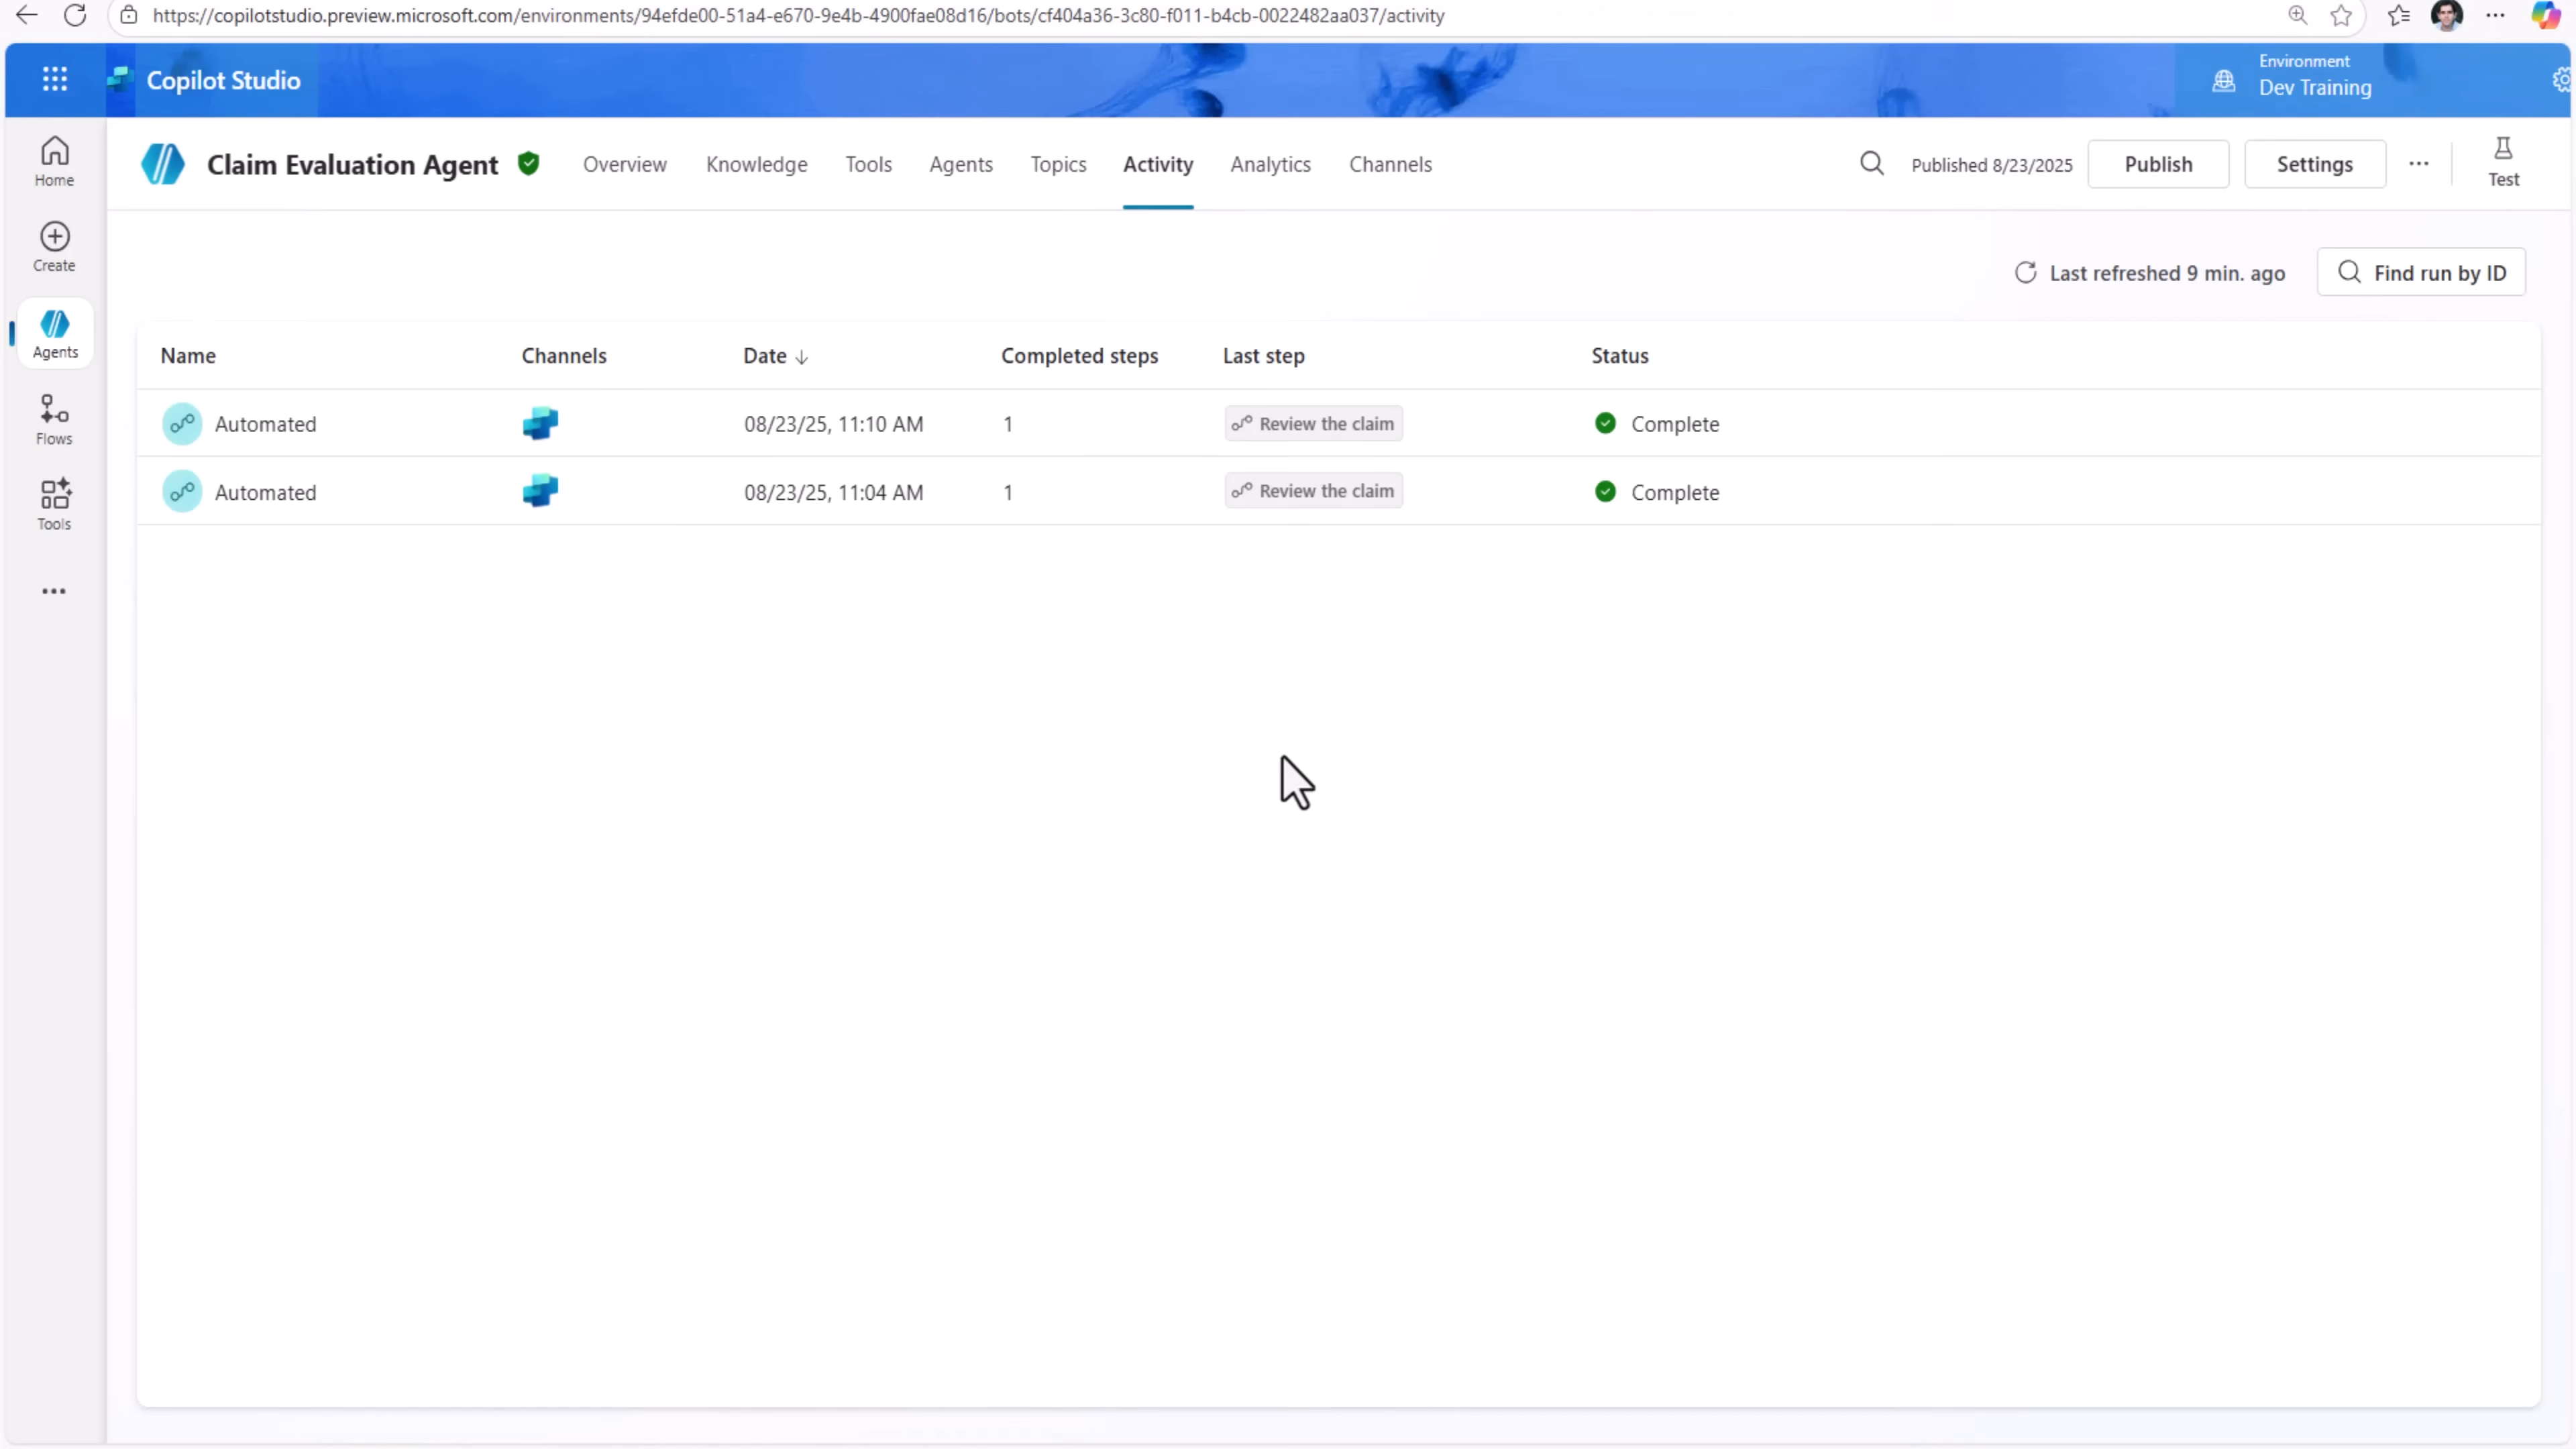 https://copilotstudio.preview.microsoft.com/environments/94efde00-51a4-e670-9e4b-4900fae08d16/bots/cf404a36-3c80-f011-b4cb-0022482aa037/activity
Copilot Studio
Environment
Dev Training
Home
Create
Agents
Flows
Tools
Claim Evaluation Agent
Overview Knowledge Tools Agents Topics Activity Analytics Channels
Published 8/23/2025 Publish Settings
Test
Last refreshed 9 min. ago Find run by ID
Name Channels Date Completed steps Last step Status
Automated 08/23/25, 11:10 AM 1 Review the claim Complete
Automated 08/23/25, 11:04 AM 1 Review the claim Complete